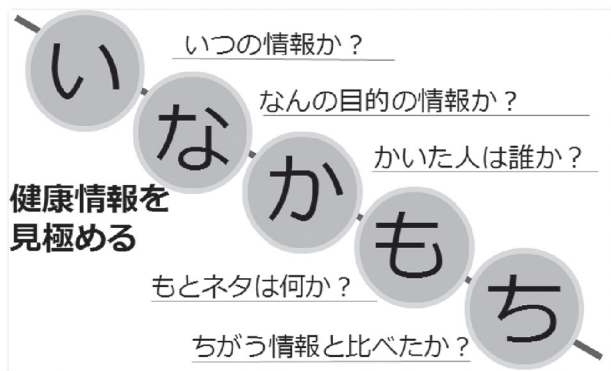 い
いつの情報か？
な
なんの目的の情報か？
か
かいた人は誰か？
健康情報を
見極める
も
もとネタは何か？
ち
ちがう情報と比べたか？